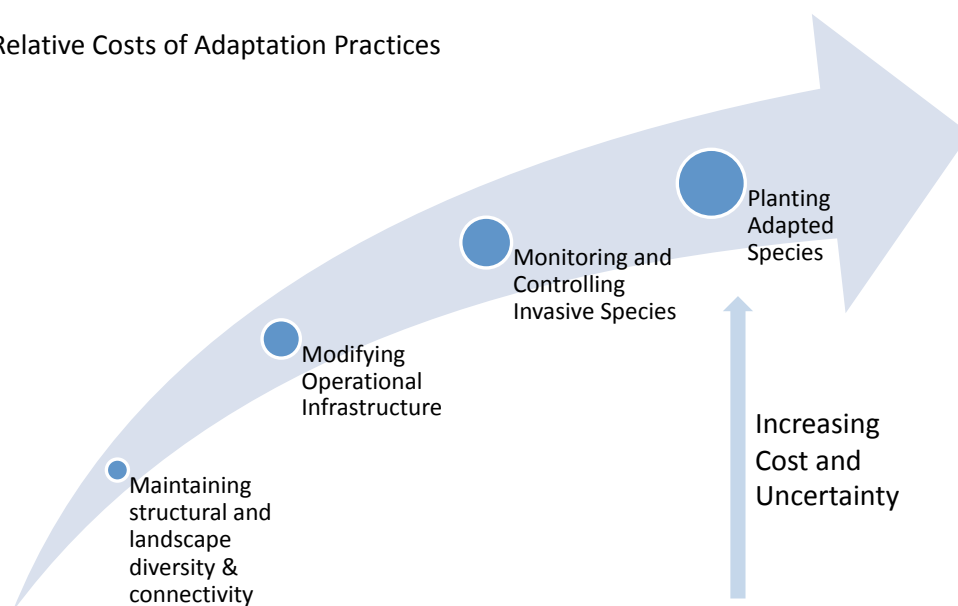 Relative Costs of Adaptation Practices
Planting
Adapted
Species
Monitoring and
Controlling
Invasive Species
Modifying
Operational
Infrastructure
Increasing
Cost and
Uncertainty
Maintaining
structural and
landscape
diversity &
connectivity